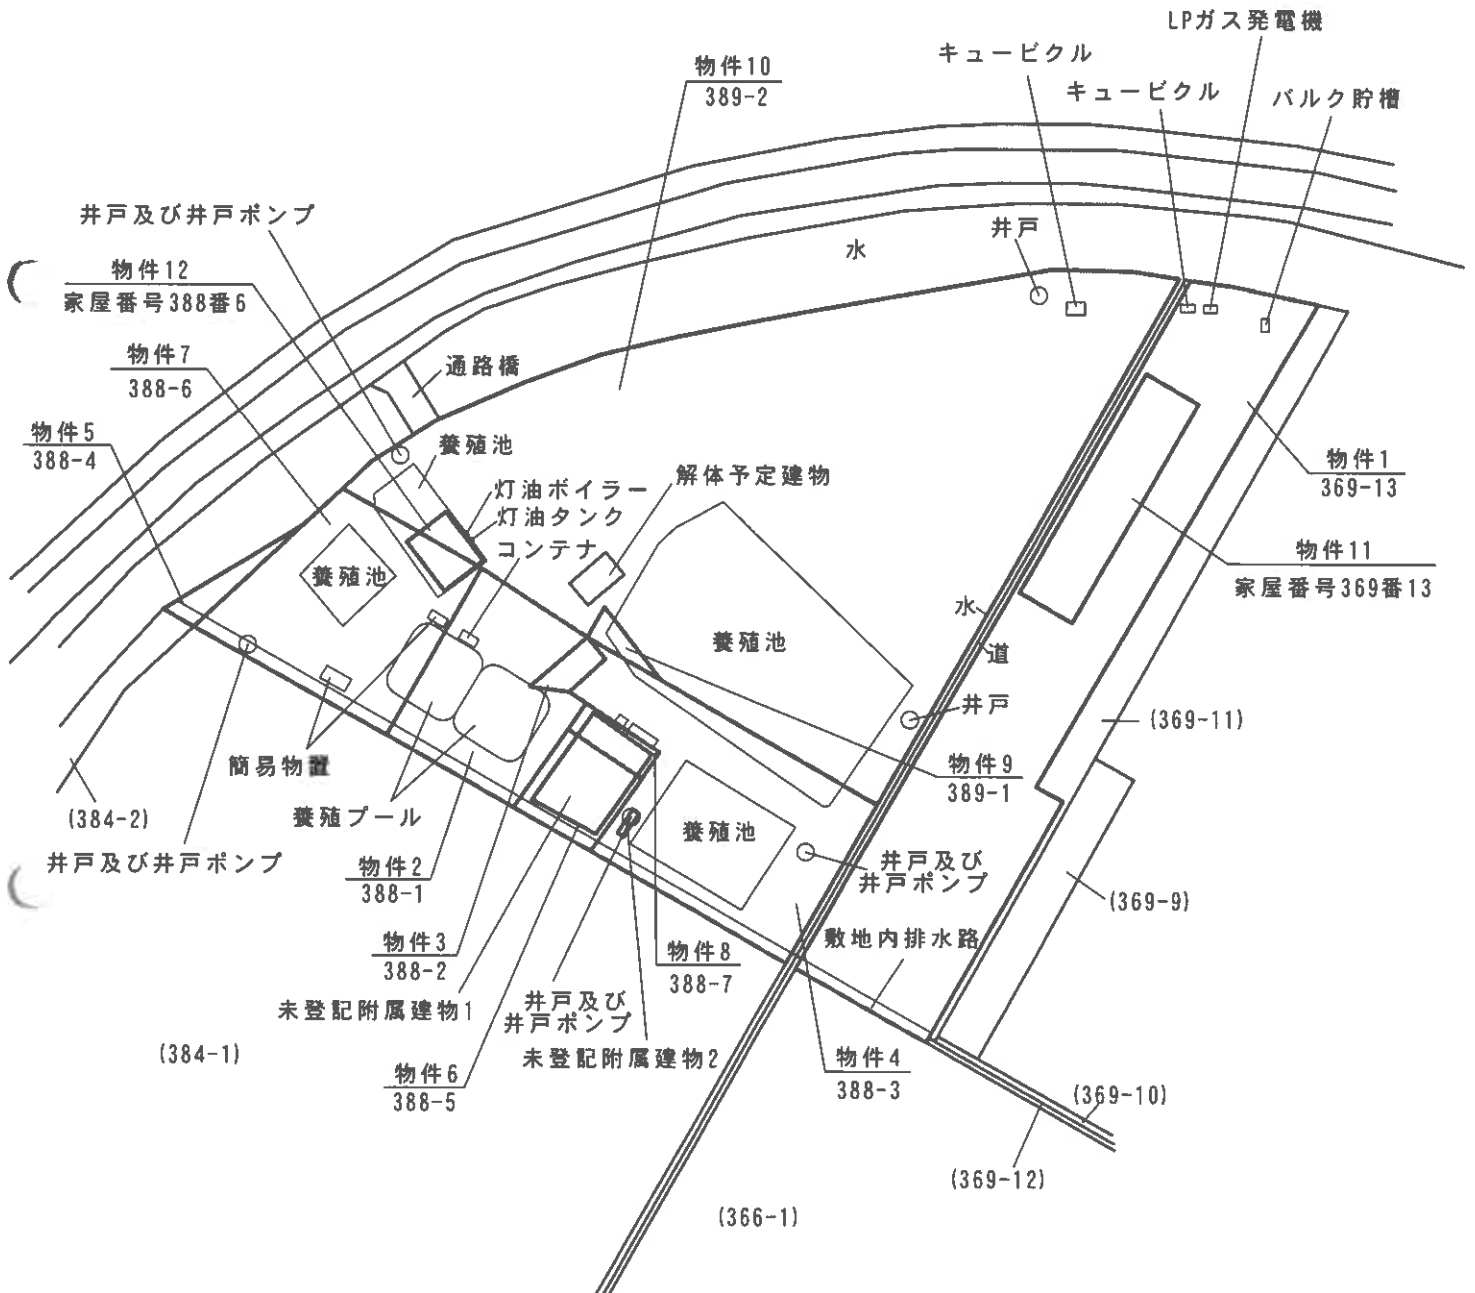 LPガス発電機
キュービクル
物件10
389-2
キュービクル
バルク貯槽
井戸及び井戸ポンプ
井戸
水
物件12
家屋番号388番6
物件7
388-6
通路橋
物件5
388-4
養殖池
解体予定建物
灯油ボイラー
灯油タンク
コンテナ
物件1
369-13
物件11
家屋番号369番13
養殖池
水
養殖池
道
井戸
(369-11)
簡易物置
物件9
389-1
(384-2)
養殖プール
養殖池
井戸及び井戸ポンプ
物件2
388-1
井戸及び
井戸ポンプ
(369-9)
物件3
388-2
物件8
388-7
敷地内排水路
未登記附属建物1
井戸及び
井戸ポンプ
未登記附属建物2
(384-1)
物件6
388-5
物件4
388-3
(369-10)
(369-12)
(366-1)